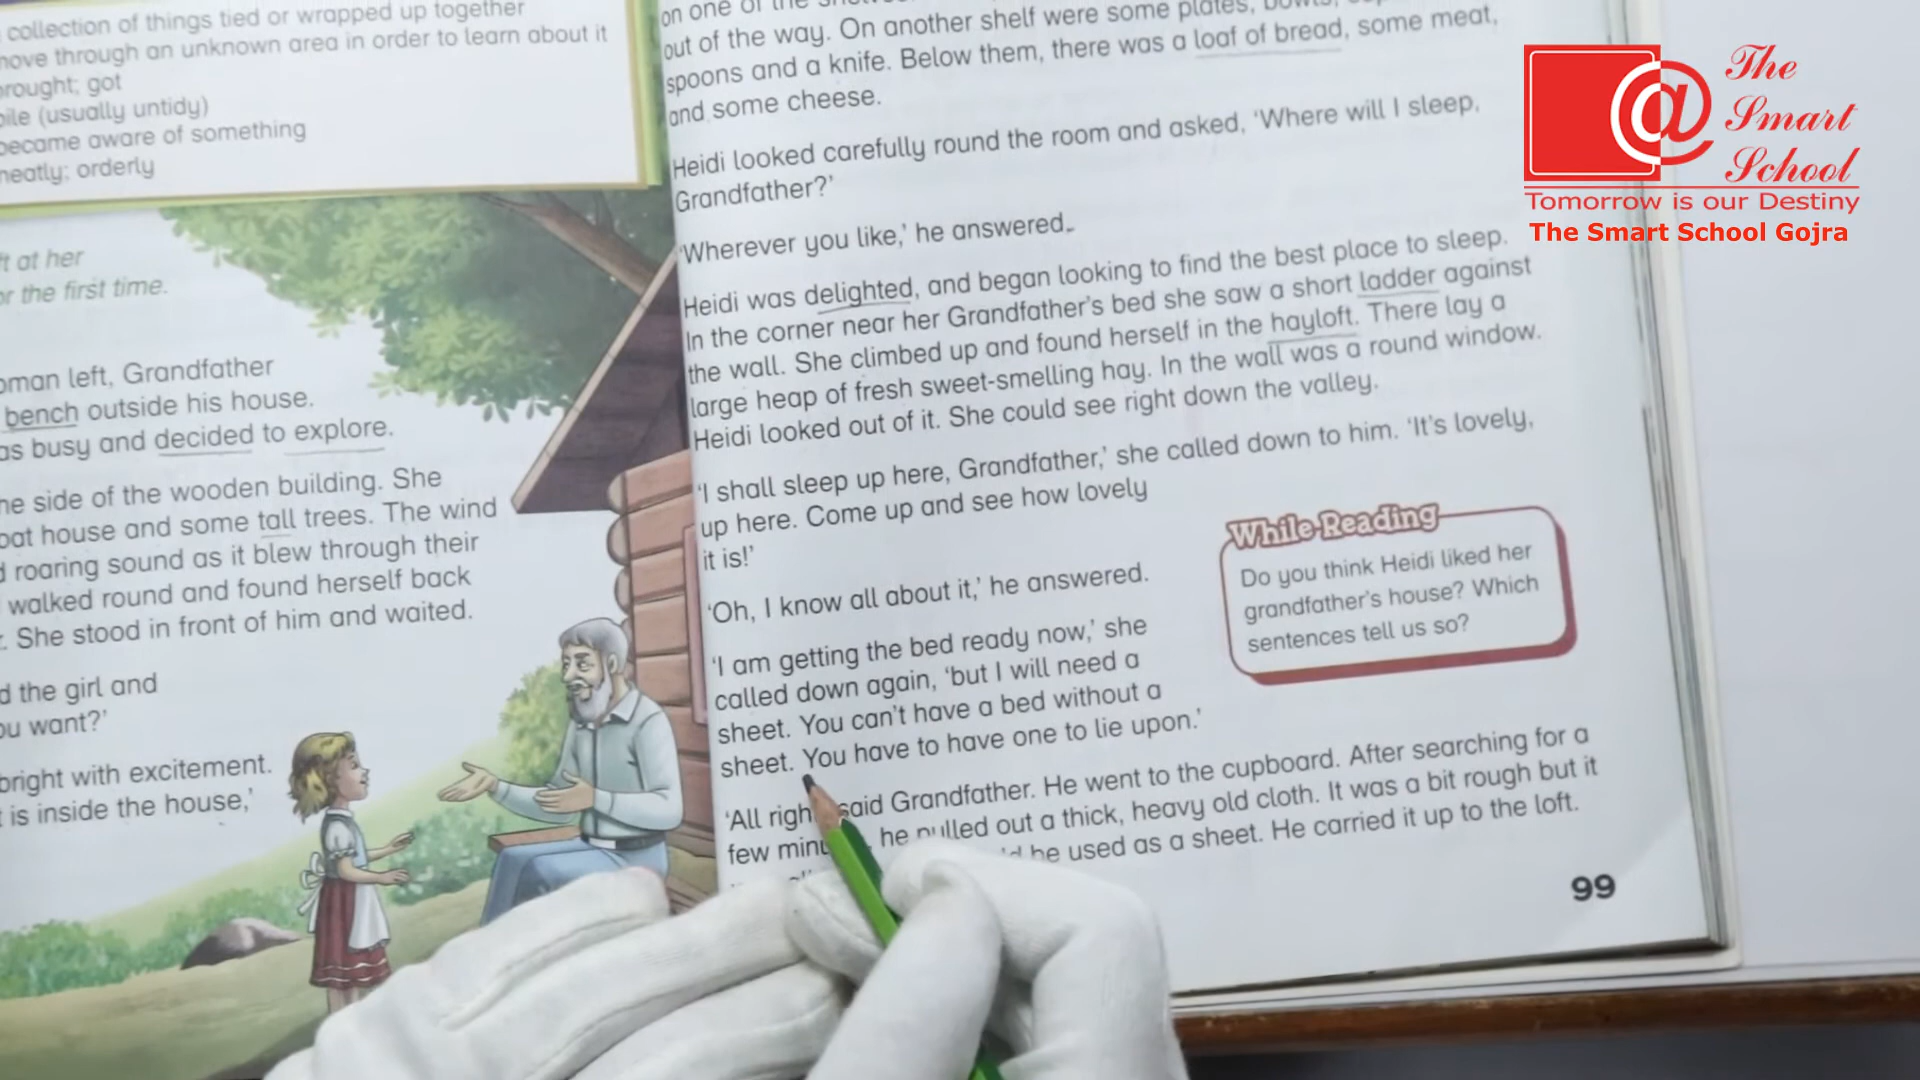 collection of things tied or wrapped up together
move through an unknown area in order to learn about it
brought; got
pile (usually untidy)
became aware of something
neatly; orderly
at her
the first time.
left, Grandfather
bench outside his house.
busy and decided to explore.
side of the wooden building. She
house and some tall trees. The wind
roaring sound as it blew through their
walked round and found herself back
She stood in front of him and waited.
the girl and
want?’
bright with excitement.
is inside the house,’
on one of the
out of the way. On another shelf were some plates,
spoons and a knife. Below them, there was a loaf of bread, some meat,
and some cheese.
Heidi looked carefully round the room and asked, ‘Where will I sleep,
Grandfather?’
‘Wherever you like,’ he answered.
Heidi was delighted, and began looking to find the best place to sleep.
In the corner near her Grandfather’s bed she saw a short ladder against
the wall. She climbed up and found herself in the hayloft. There lay a
large heap of fresh sweet-smelling hay. In the wall was a round window.
Heidi looked out of it. She could see right down the valley.
‘I shall sleep up here, Grandfather,’ she called down to him. ‘It’s lovely,
up here. Come up and see how lovely
it is!’
‘Oh, I know all about it,’ he answered.
‘I am getting the bed ready now,’ she
called down again, ‘but I will need a
sheet. You can’t have a bed without a
sheet. You have to have one to lie upon.’
While Reading
Do you think Heidi liked her
grandfather’s house? Which
sentences tell us so?
‘All right said Grandfather. He went to the cupboard. After searching for a
few he pulled out a thick, heavy old cloth. It was a bit rough but it
be used as a sheet. He carried it up to the loft.
99
@
The
Smart
School
Tomorrow is our Destiny
The Smart School Gojra